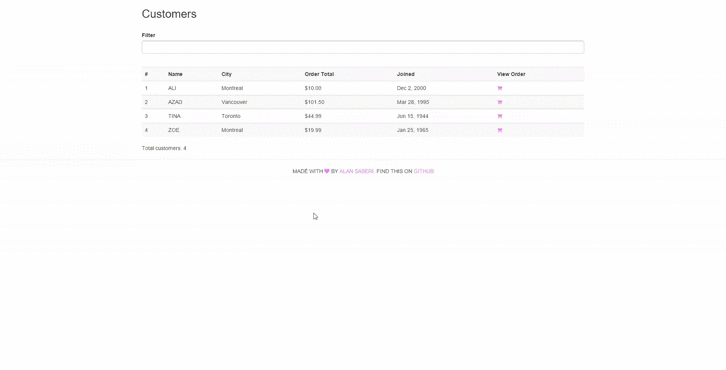 Customers
Filter
# Name City Order Total Joined View Order
1 ALI Montreal $10.00 Dec 2, 2000
2 AZAD Vancouver $101.50 Mar 28, 1995
3 TINA Toronto $44.99 Jun 15, 1944
4 ZOE Montreal $19.99 Jan 25, 1965
Total customers: 4
MADE WITH BY ALAN SABERI. FIND THIS ON GITHUB